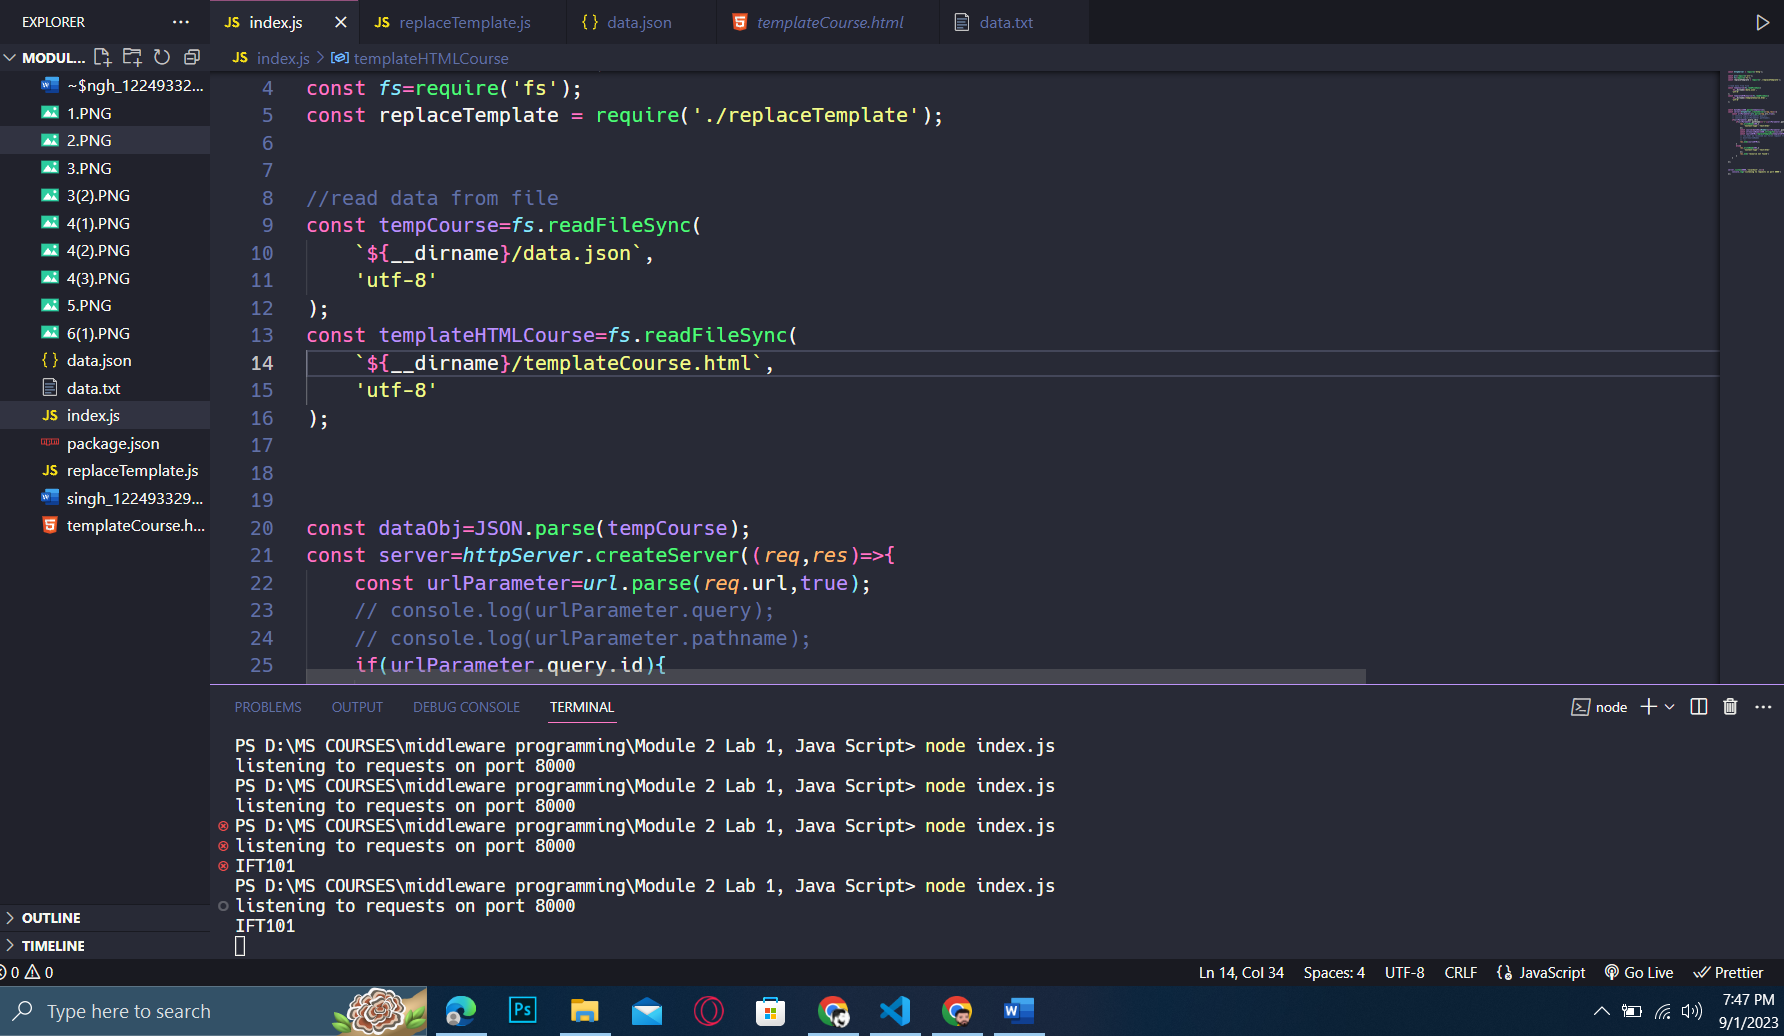 EXPLORER
index.js
replaceTemplate.js
data.json
templateCourse.html
data.txt
MODUL...
index.js > templateHTMLCourse
~$ngh_12249332...
1.PNG
2.PNG
3.PNG
3(2).PNG
4(1).PNG
4(2).PNG
4(3).PNG
5.PNG
6(1).PNG
data.json
data.txt
index.js
package.json
replaceTemplate.js
singh_122493329...
templateCourse.h...
OUTLINE
TIMELINE
4 const fs=require('fs');
5 const replaceTemplate = require('./replaceTemplate');
6
7
8 //read data from file
9 const tempCourse=fs.readFileSync(
10 `${__dirname}/data.json`,
11 'utf-8'
12 );
13 const templateHTMLCourse=fs.readFileSync(
14 `${__dirname}/templateCourse.html`,
15 'utf-8'
16 );
17
18
19
20 const dataObj=JSON.parse(tempCourse);
21 const server=httpServer.createServer((req,res)=>{
22 const urlParameter=url.parse(req.url,true);
23 // console.log(urlParameter.query);
24 // console.log(urlParameter.pathname);
25 if(urlParameter.query.id){
PROBLEMS OUTPUT DEBUG CONSOLE TERMINAL
node
PS D:\MS COURSES\middleware programming\Module 2 Lab 1, Java Script> node index.js
listening to requests on port 8000
PS D:\MS COURSES\middleware programming\Module 2 Lab 1, Java Script> node index.js
listening to requests on port 8000
PS D:\MS COURSES\middleware programming\Module 2 Lab 1, Java Script> node index.js
listening to requests on port 8000
IFT101
PS D:\MS COURSES\middleware programming\Module 2 Lab 1, Java Script> node index.js
listening to requests on port 8000
IFT101
0 0
Ln 14, Col 34 Spaces: 4 UTF-8 CRLF JavaScript Go Live Prettier
Type here to search
Ps
7:47 PM
9/1/2023